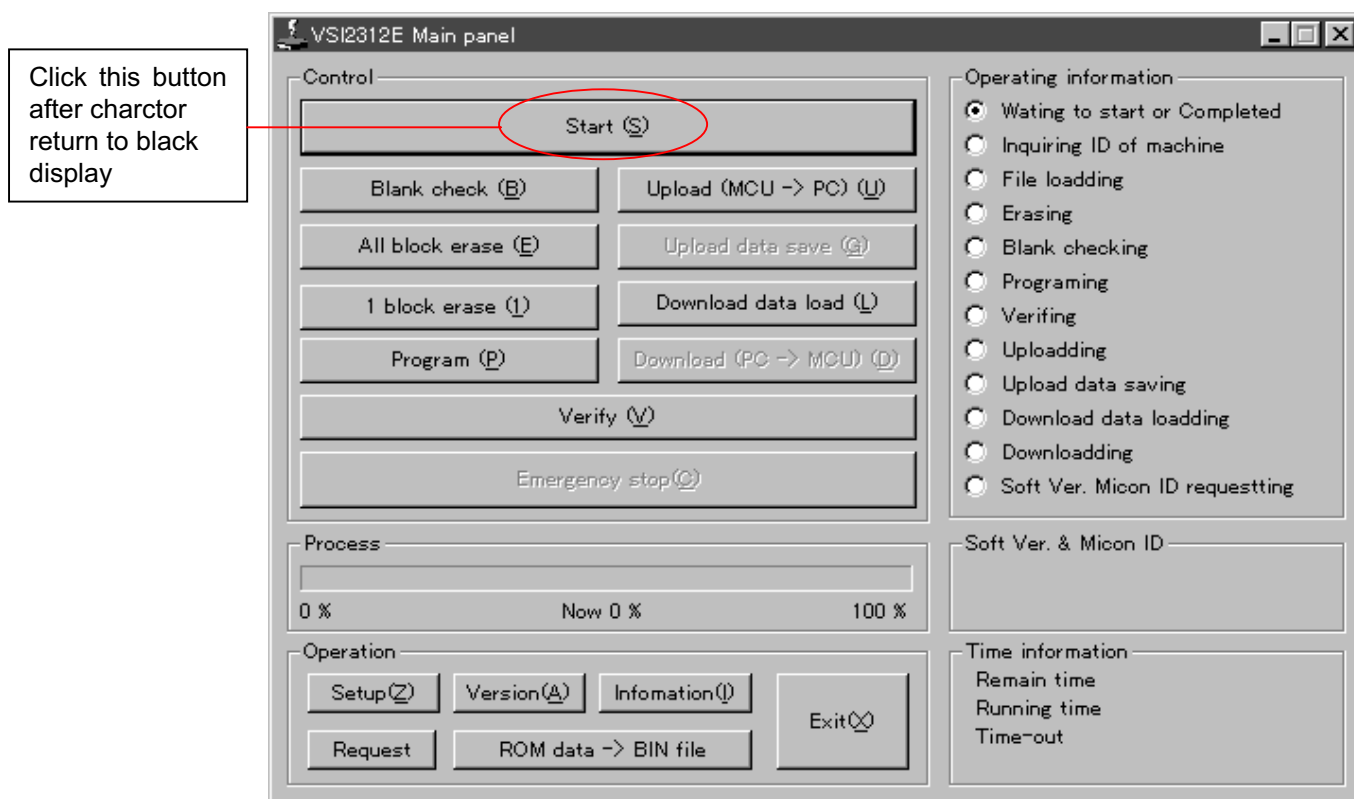 VSI2312E Main panel
Click this button
after charctor
return to black
display
Control
Start (S)
Blank check (B)
Upload (MCU -> PC) (U)
All block erase (E)
Upload data save (G)
1 block erase (1)
Download data load (L)
Program (P)
Download (PC -> MCU) (D)
Verify (V)
Emergency stop(C)
Operating information
Wating to start or Completed
Inquiring ID of machine
File loadding
Erasing
Blank checking
Programing
Verifing
Uploadding
Upload data saving
Download data loadding
Downloadding
Soft Ver. Micon ID requestting
Process
0 %
Now 0 %
100 %
Soft Ver. & Micon ID
Operation
Setup(Z)
Version(A)
Infomation(I)
Exit(X)
Request
ROM data -> BIN file
Time information
Remain time
Running time
Time-out